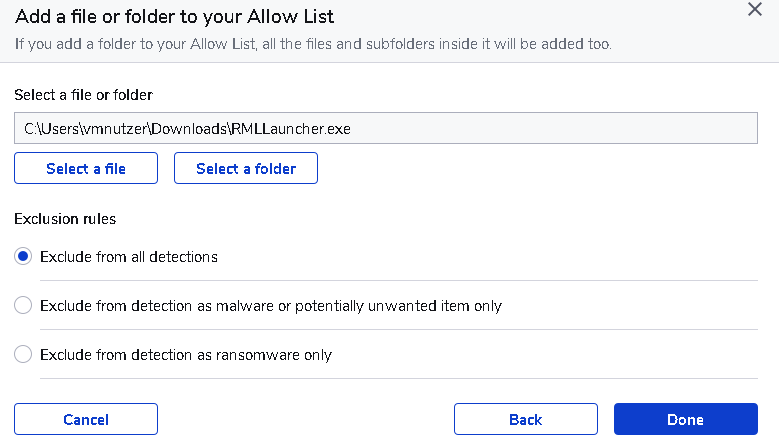 Add a file or folder to your Allow List
If you add a folder to your Allow List, all the files and subfolders inside it will be added too.
Select a file or folder
C:\Users\vmnutzer\Downloads\RMLLauncher.exe
Select a file
Select a folder
Exclusion rules
Exclude from all detections
Exclude from detection as malware or potentially unwanted item only
Exclude from detection as ransomware only
Cancel
Back
Done